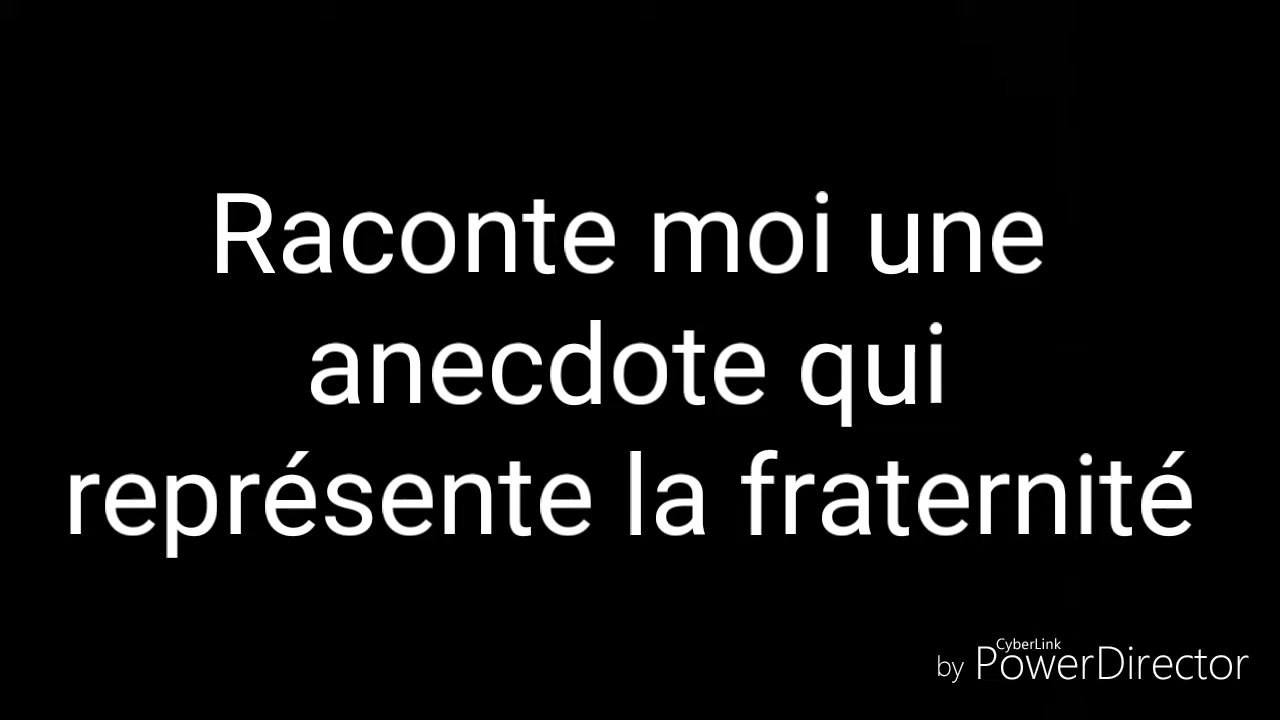 Raconte moi une
anecdote qui
représente la fraternité
CyberLink
by PowerDirector